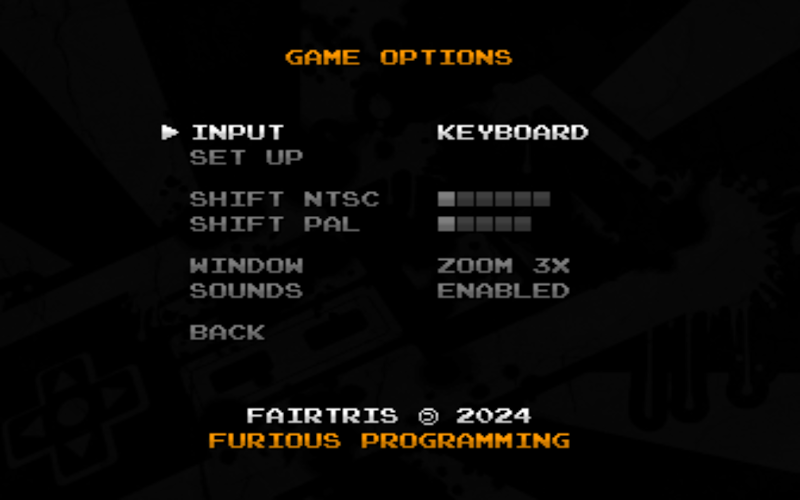 GAME OPTIONS
INPUT KEYBOARD
SET UP
SHIFT NTSC
SHIFT PAL
WINDOW ZOOM 3X
SOUNDS ENABLED
BACK
FAIRTRIS © 2024
FURIOUS PROGRAMMING